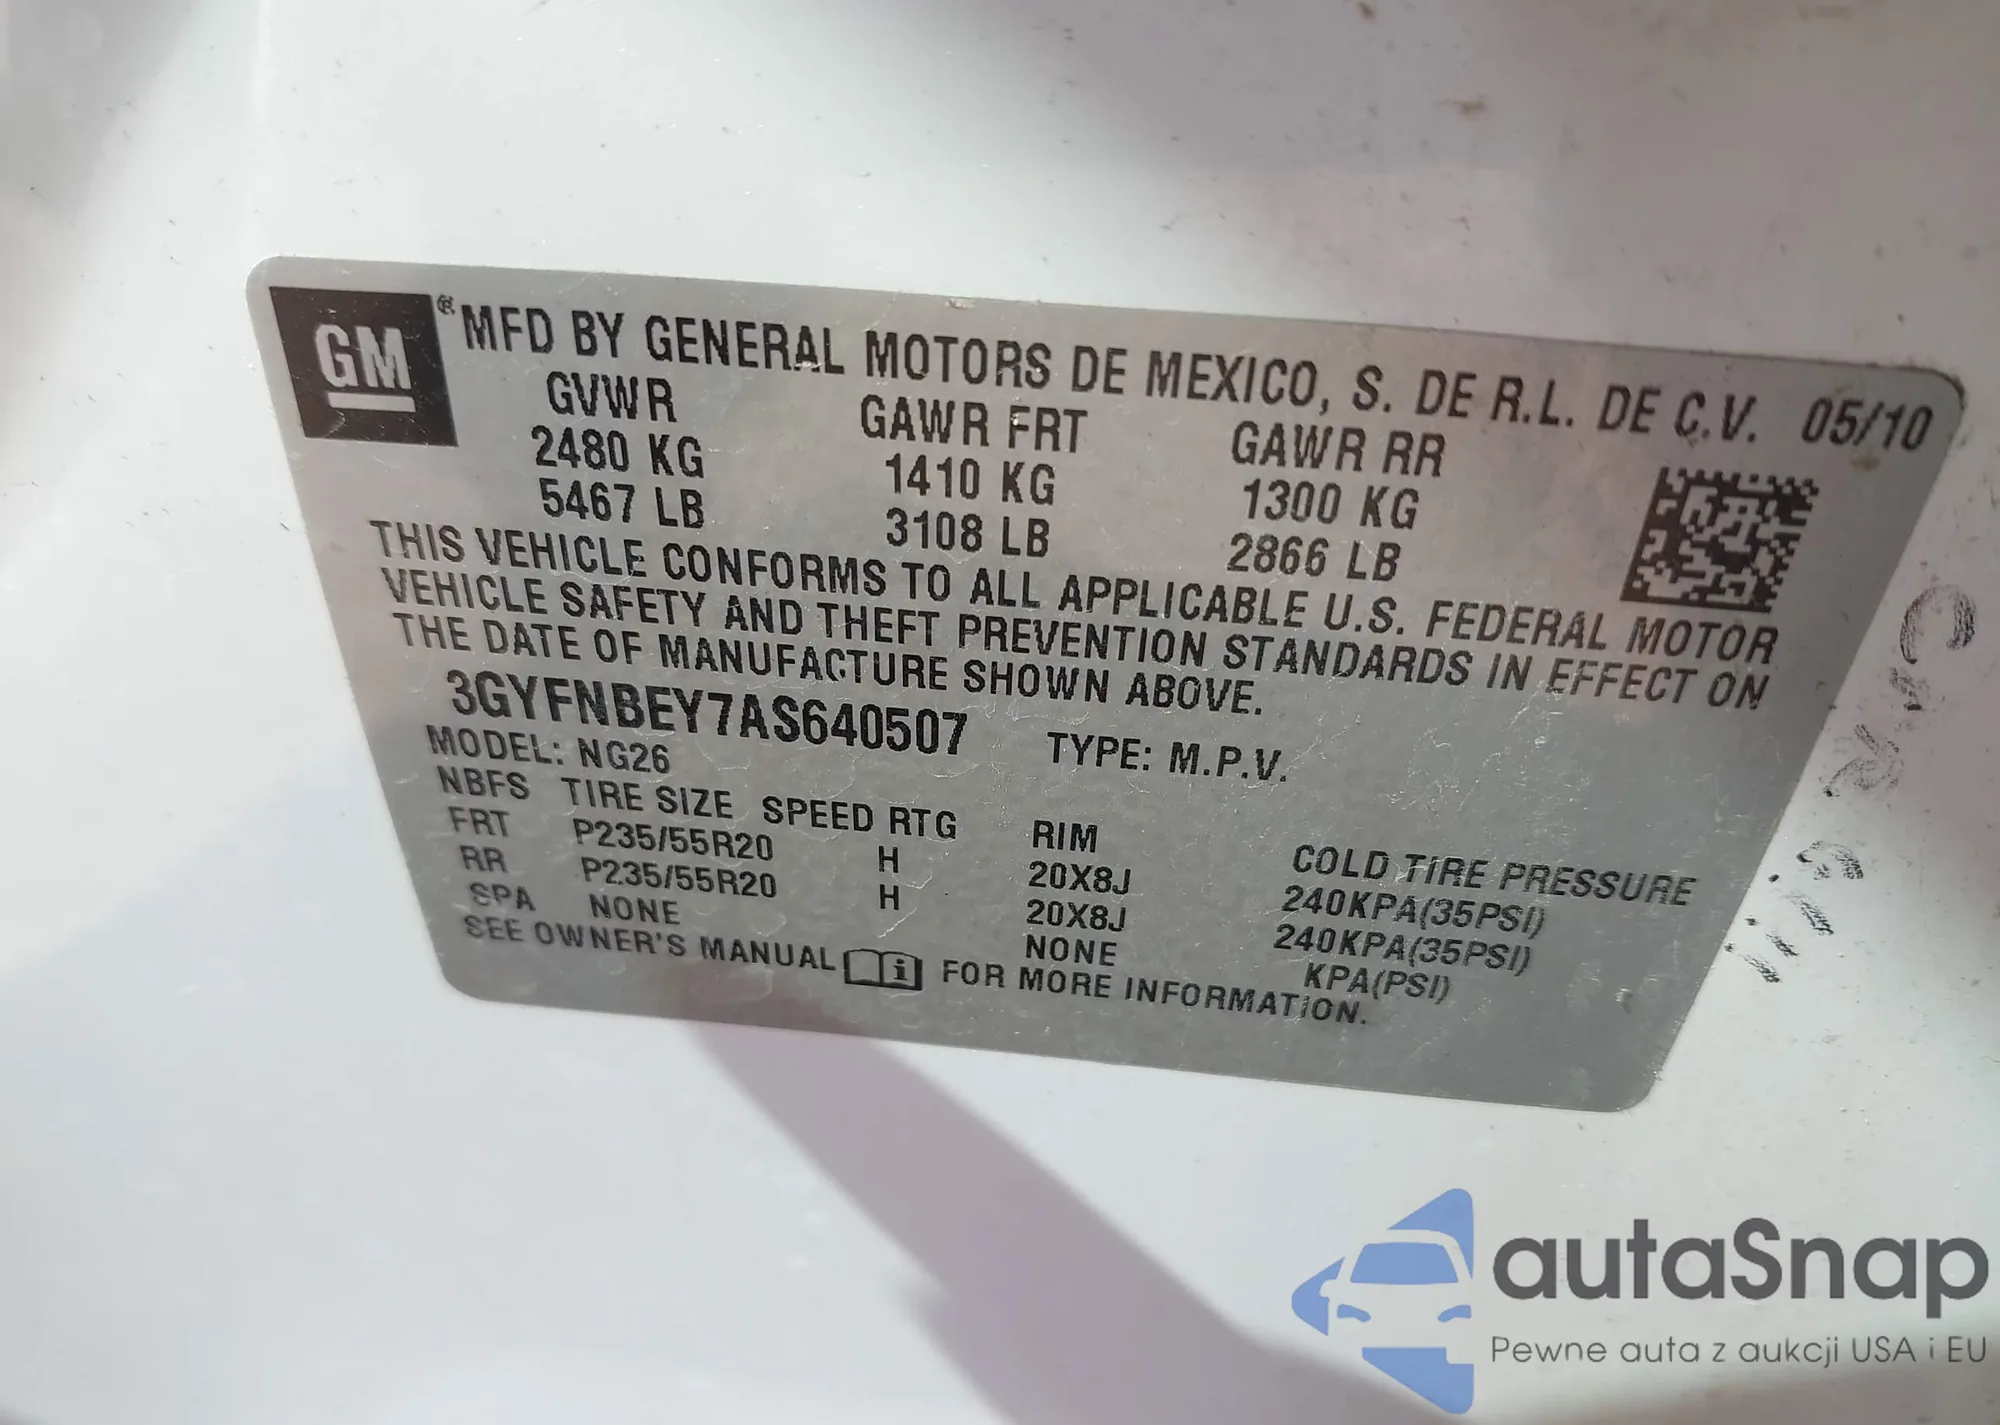 GM ® MFD BY GENERAL MOTORS DE MEXICO, S. DE R.L. DE C.V. 05/10
GVWR GAWR FRT GAWR RR
2480 KG 1410 KG 1300 KG
5467 LB 3108 LB 2866 LB
THIS VEHICLE CONFORMS TO ALL APPLICABLE U.S. FEDERAL MOTOR
VEHICLE SAFETY AND THEFT PREVENTION STANDARDS IN EFFECT ON
THE DATE OF MANUFACTURE SHOWN ABOVE.
3GYFNBEY7AS640507 TYPE: M.P.V.
MODEL: NG26
NBFS TIRE SIZE SPEED RTG RIM COLD TIRE PRESSURE
FRT P235/55R20 H 20X8J 240KPA(35PSI)
RR P235/55R20 H 20X8J 240KPA(35PSI)
SPA NONE NONE KPA(PSI)
SEE OWNER'S MANUAL i FOR MORE INFORMATION.
autaSnap
Pewne auta z aukcji USA i EU